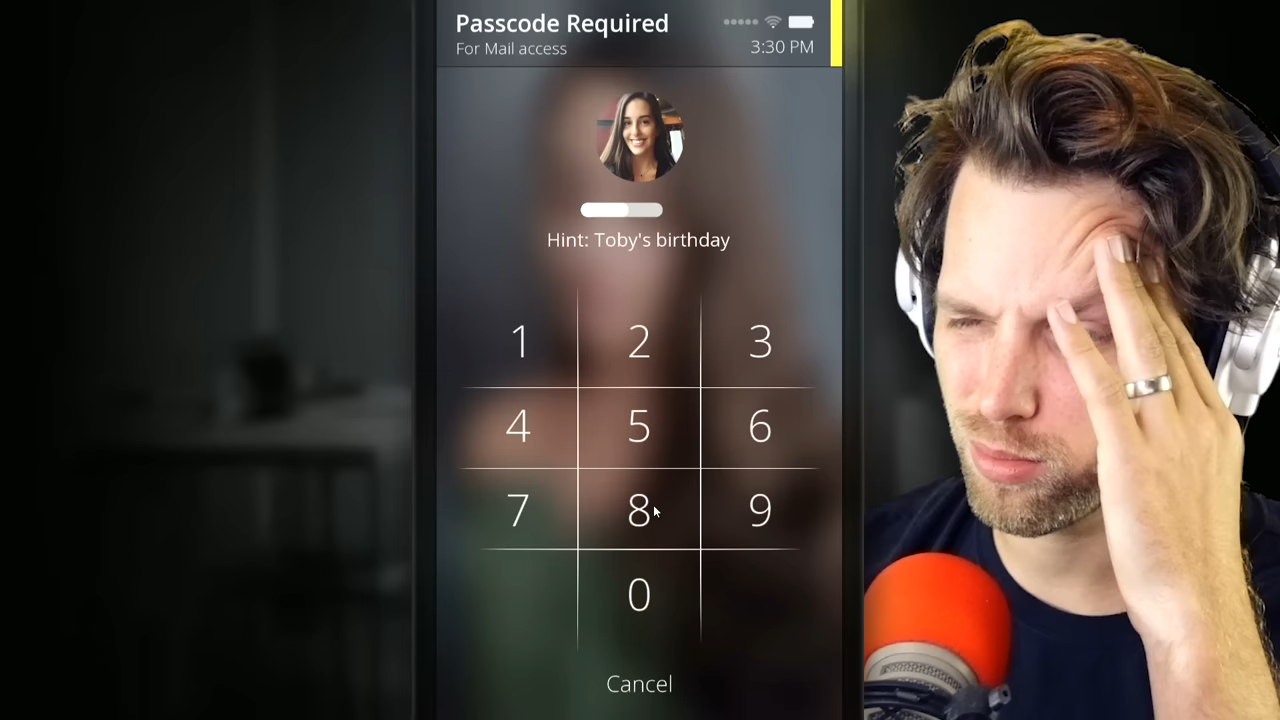 Passcode Required
For Mail access
3:30 PM
Hint: Toby's birthday
1 2 3
4 5 6
7 8 9
0
Cancel